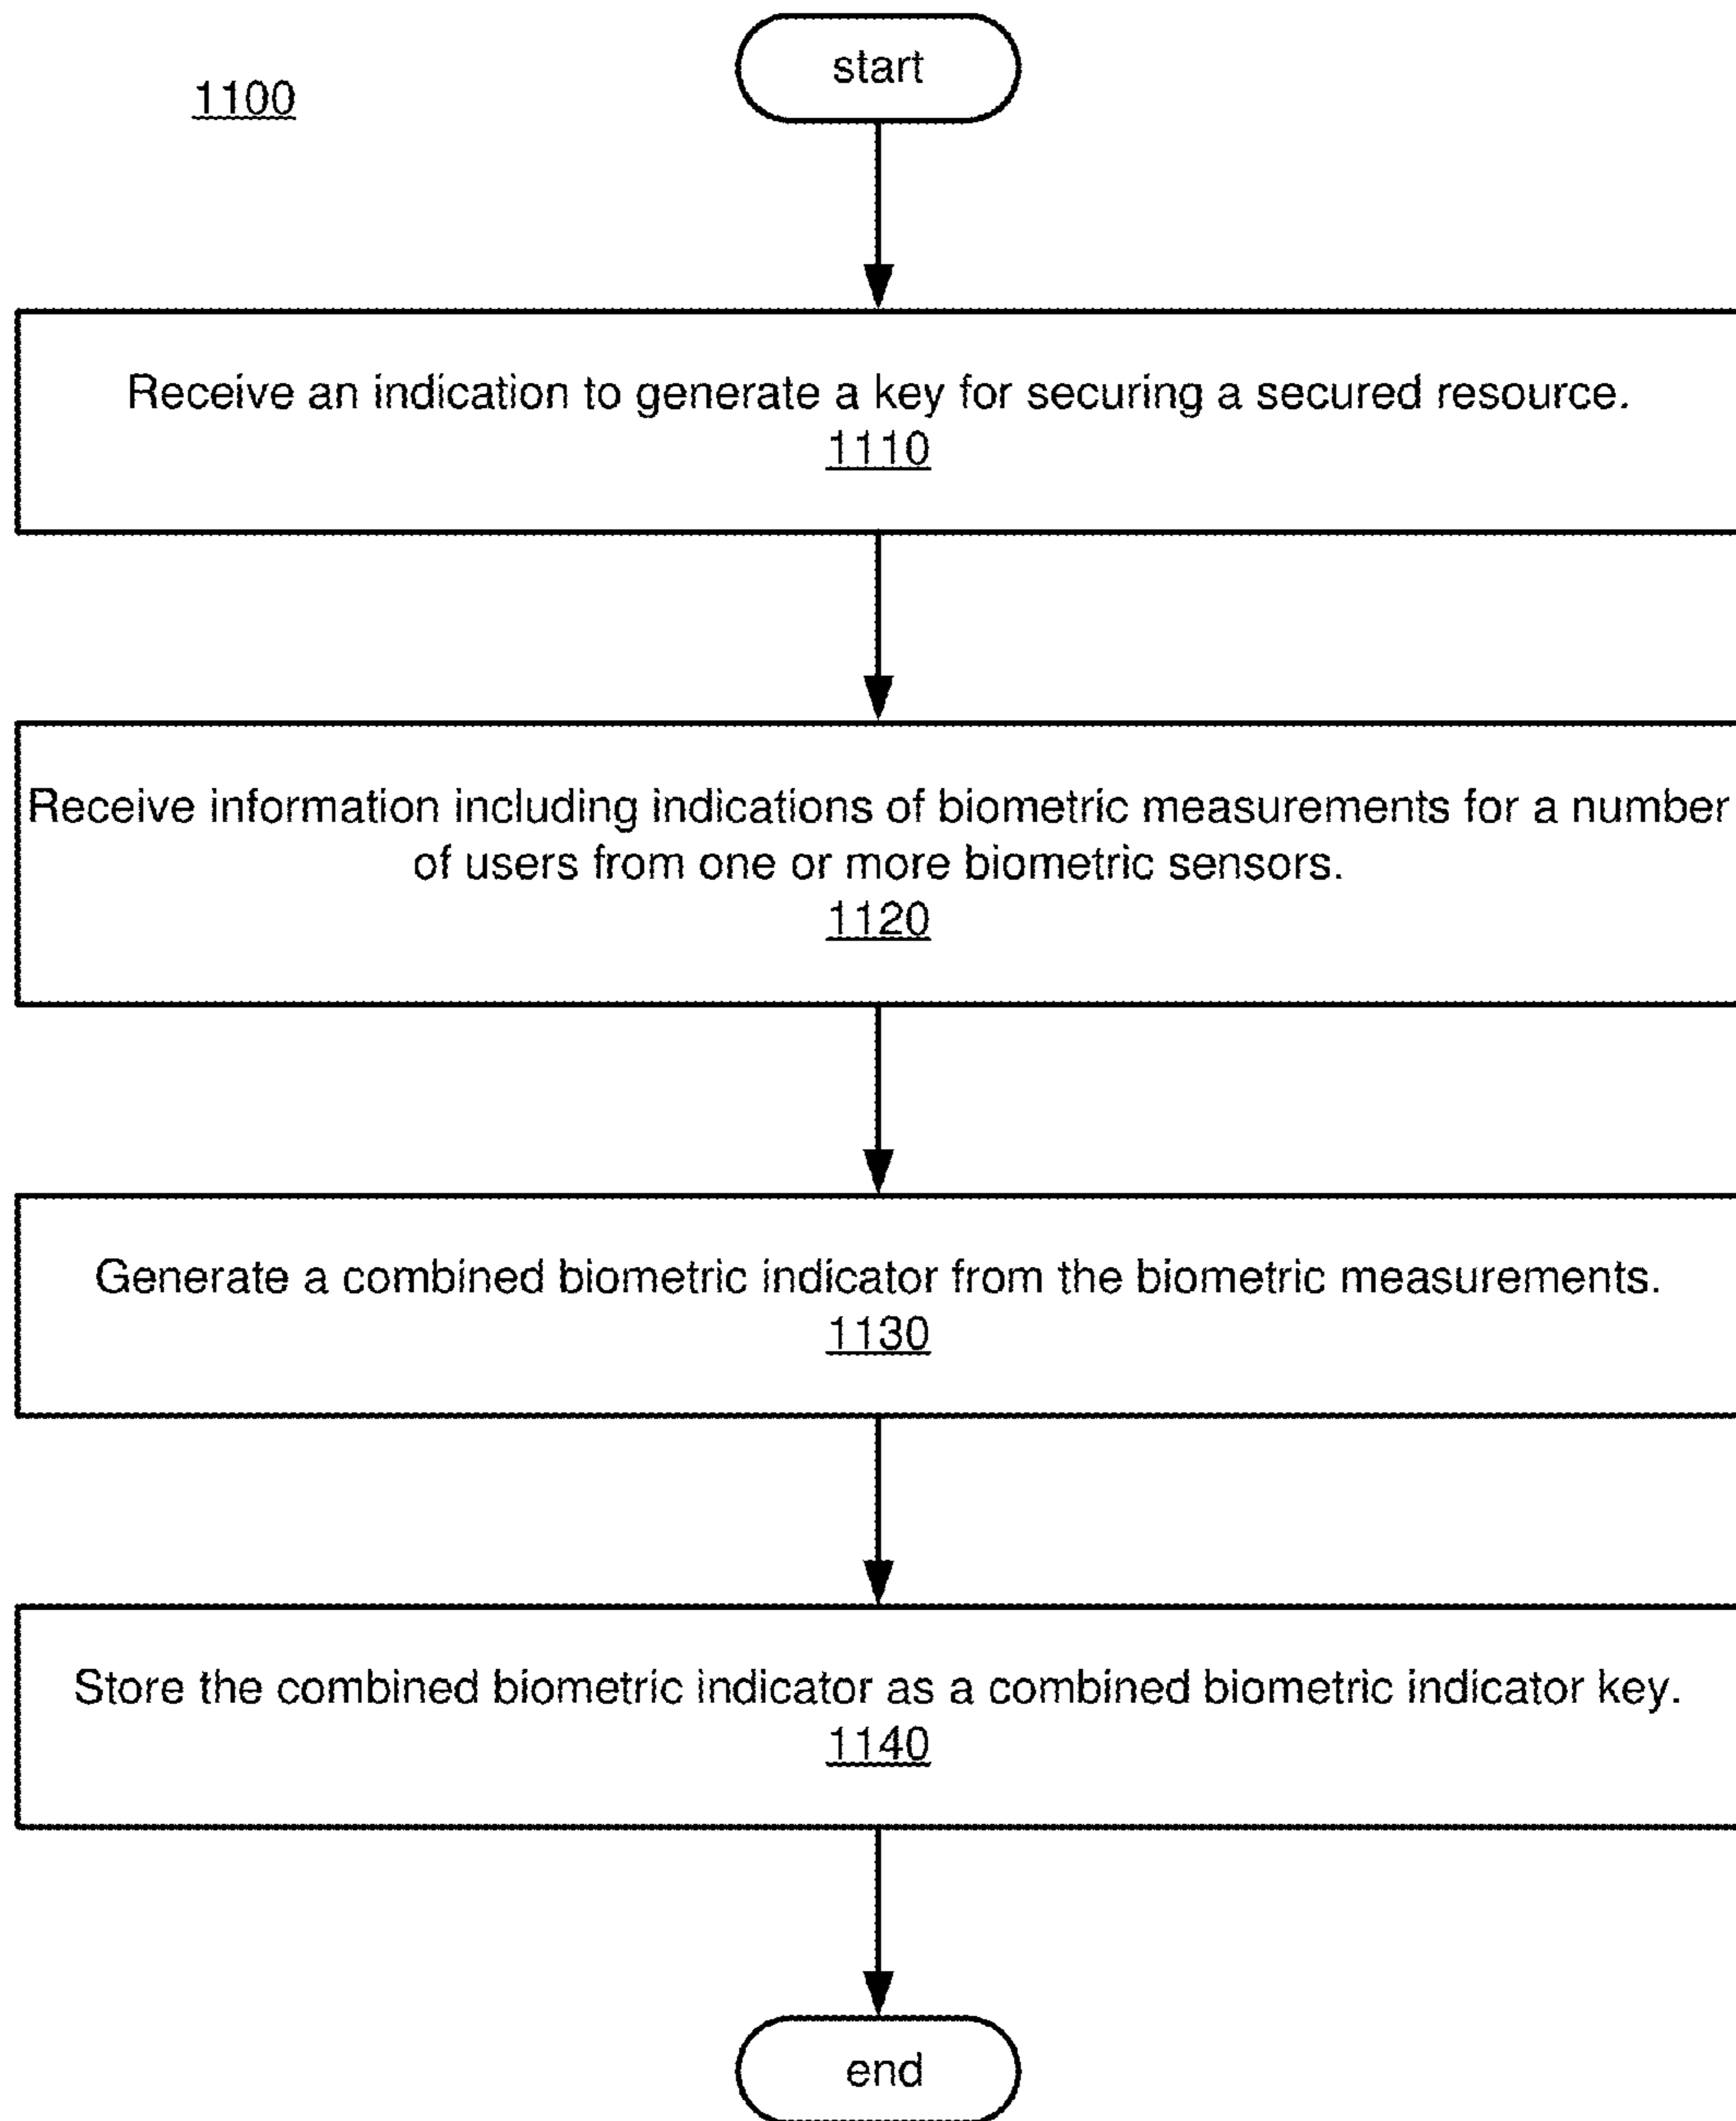 start
1100
Receive an indication to generate a key for securing a secured resource.
1110
Receive information including indications of biometric measurements for a number
of users from one or more biometric sensors.
1120
Generate a combined biometric indicator from the biometric measurements.
1130
Store the combined biometric indicator as a combined biometric indicator key.
1140
end